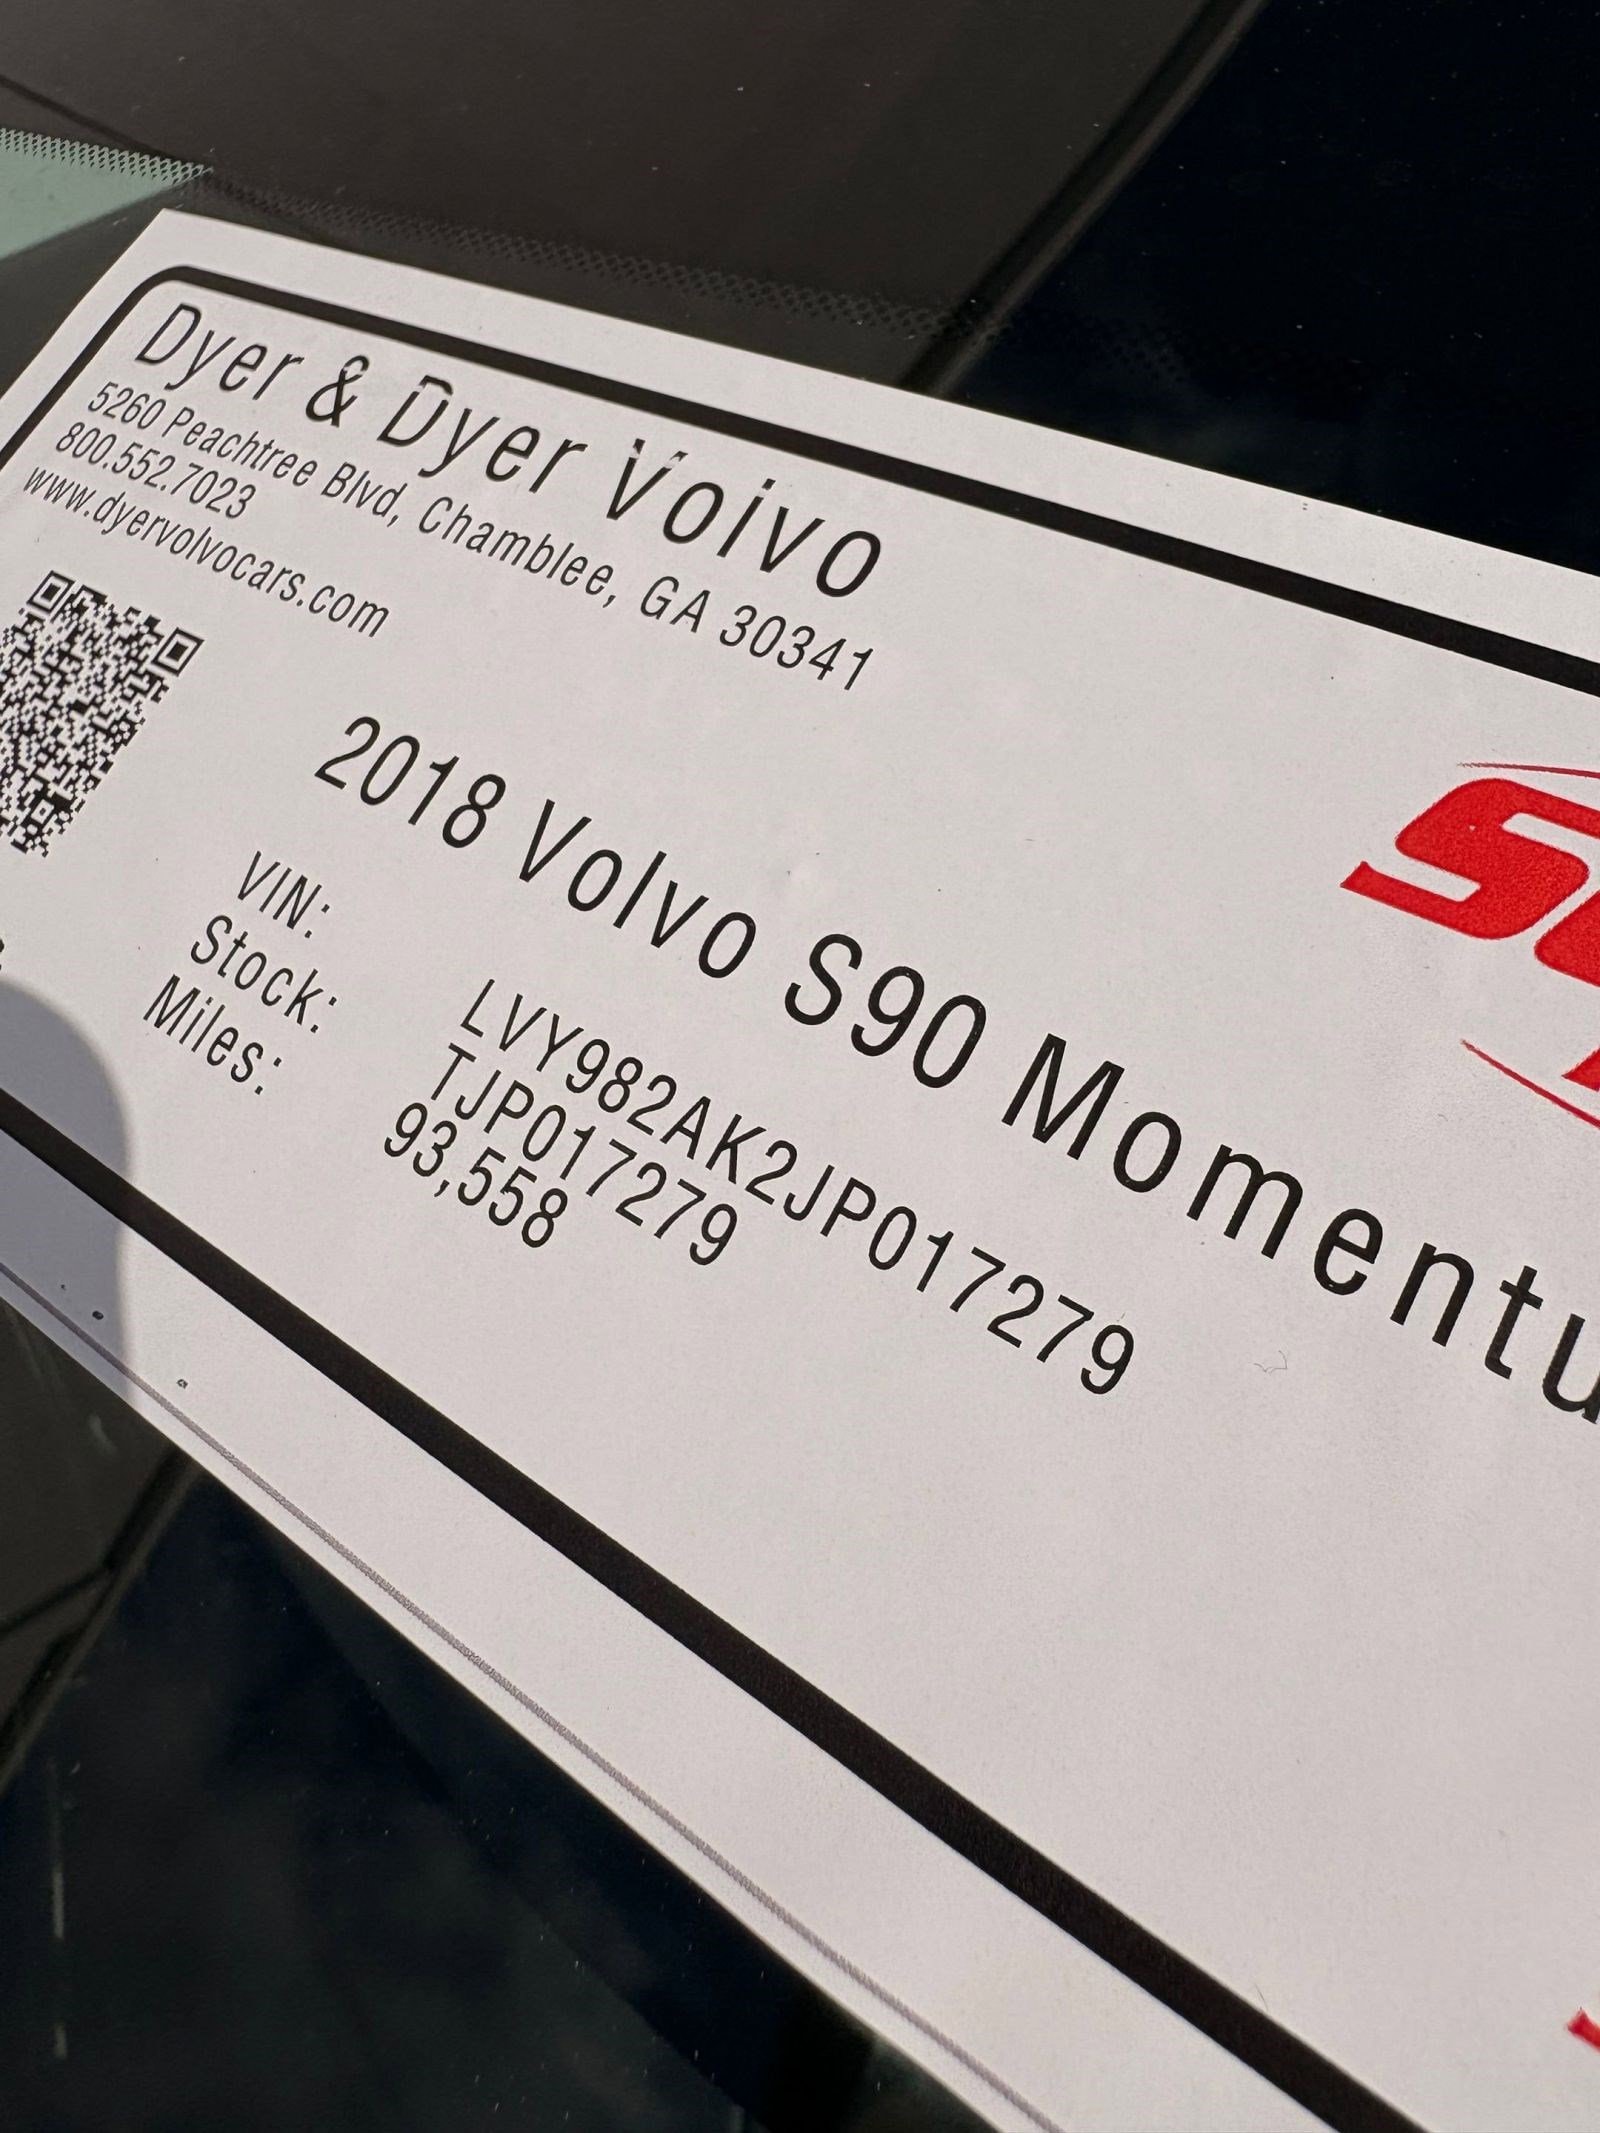 Dyer & Dyer Volvo
5260 Peachtree Blvd, Chamblee, GA 30341
800.552.7023
www.dyervolvocars.com
2018 Volvo S90 Momentu
VIN: LVY982AK2JP017279
Stock: TJP017279
Miles: 93,558